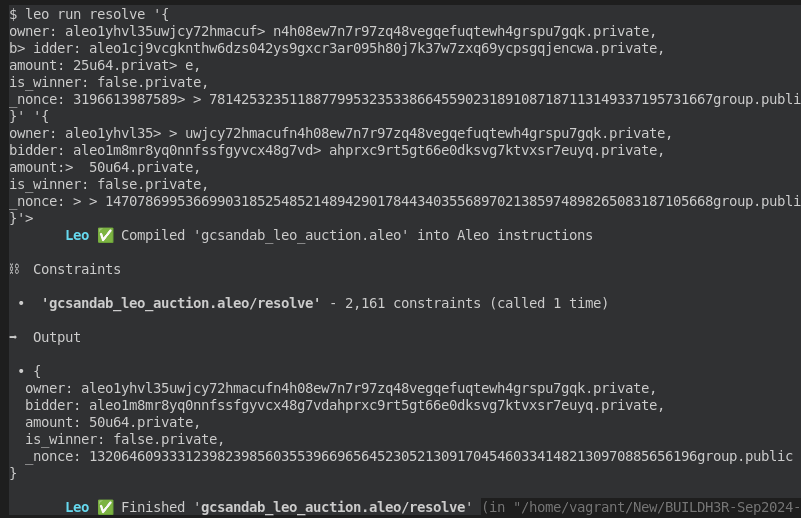 $ leo run resolve '{
owner: aleo1yhvl35uwjcy72hmacuf> n4h08ew7n7r97zq48vegqefuqtewh4grspu7gqk.private,
b> idder: aleo1cj9vcgknthw6dzs042ys9gxcr3ar095h80j7k37w7zxq69ycpsgqjencwa.private,
amount: 25u64.privat> e,
is_winner: false.private,
_nonce: 3196613987589> > 7814253235118877995323533866455902318910871871131493371957316​67group.publi
}' '{
owner: aleo1yhvl35> > uwjcy72hmacufn4h08ew7n7r97zq48vegqefuqtewh4grspu7gqk.private,
bidder: aleo1m8mr8yq0nnfssfgyvcx48g7vd> ahprxc9rt5gt66e0dksvg7ktvxsr7euyq.private,
amount:>  50u64.private,
is_winner: false.private,
_nonce: > > 1470786995366990318525485214894290178443403556897021385974898265083187105668group.publi
}'>
Leo ✅ Compiled 'gcsandab_leo_auction.aleo' into Aleo instructions
⛓ Constraints
• 'gcsandab_leo_auction.aleo/resolve' - 2,161 constraints (called 1 time)
➡ Output
• {
owner: aleo1yhvl35uwjcy72hmacufn4h08ew7n7r97zq48vegqefuqtewh4grspu7gqk.private,
bidder: aleo1m8mr8yq0nnfssfgyvcx48g7vdahprxc9rt5gt66e0dksvg7ktvxsr7euyq.private,
amount: 50u64.private,
is_winner: false.private,
_nonce: 1320646093331239823985603553966965645230521309170454603341482130970885656196group.public
}
Leo ✅ Finished 'gcsandab_leo_auction.aleo/resolve' (in "/home/vagrant/New/BUILDH3R-Sep2024-